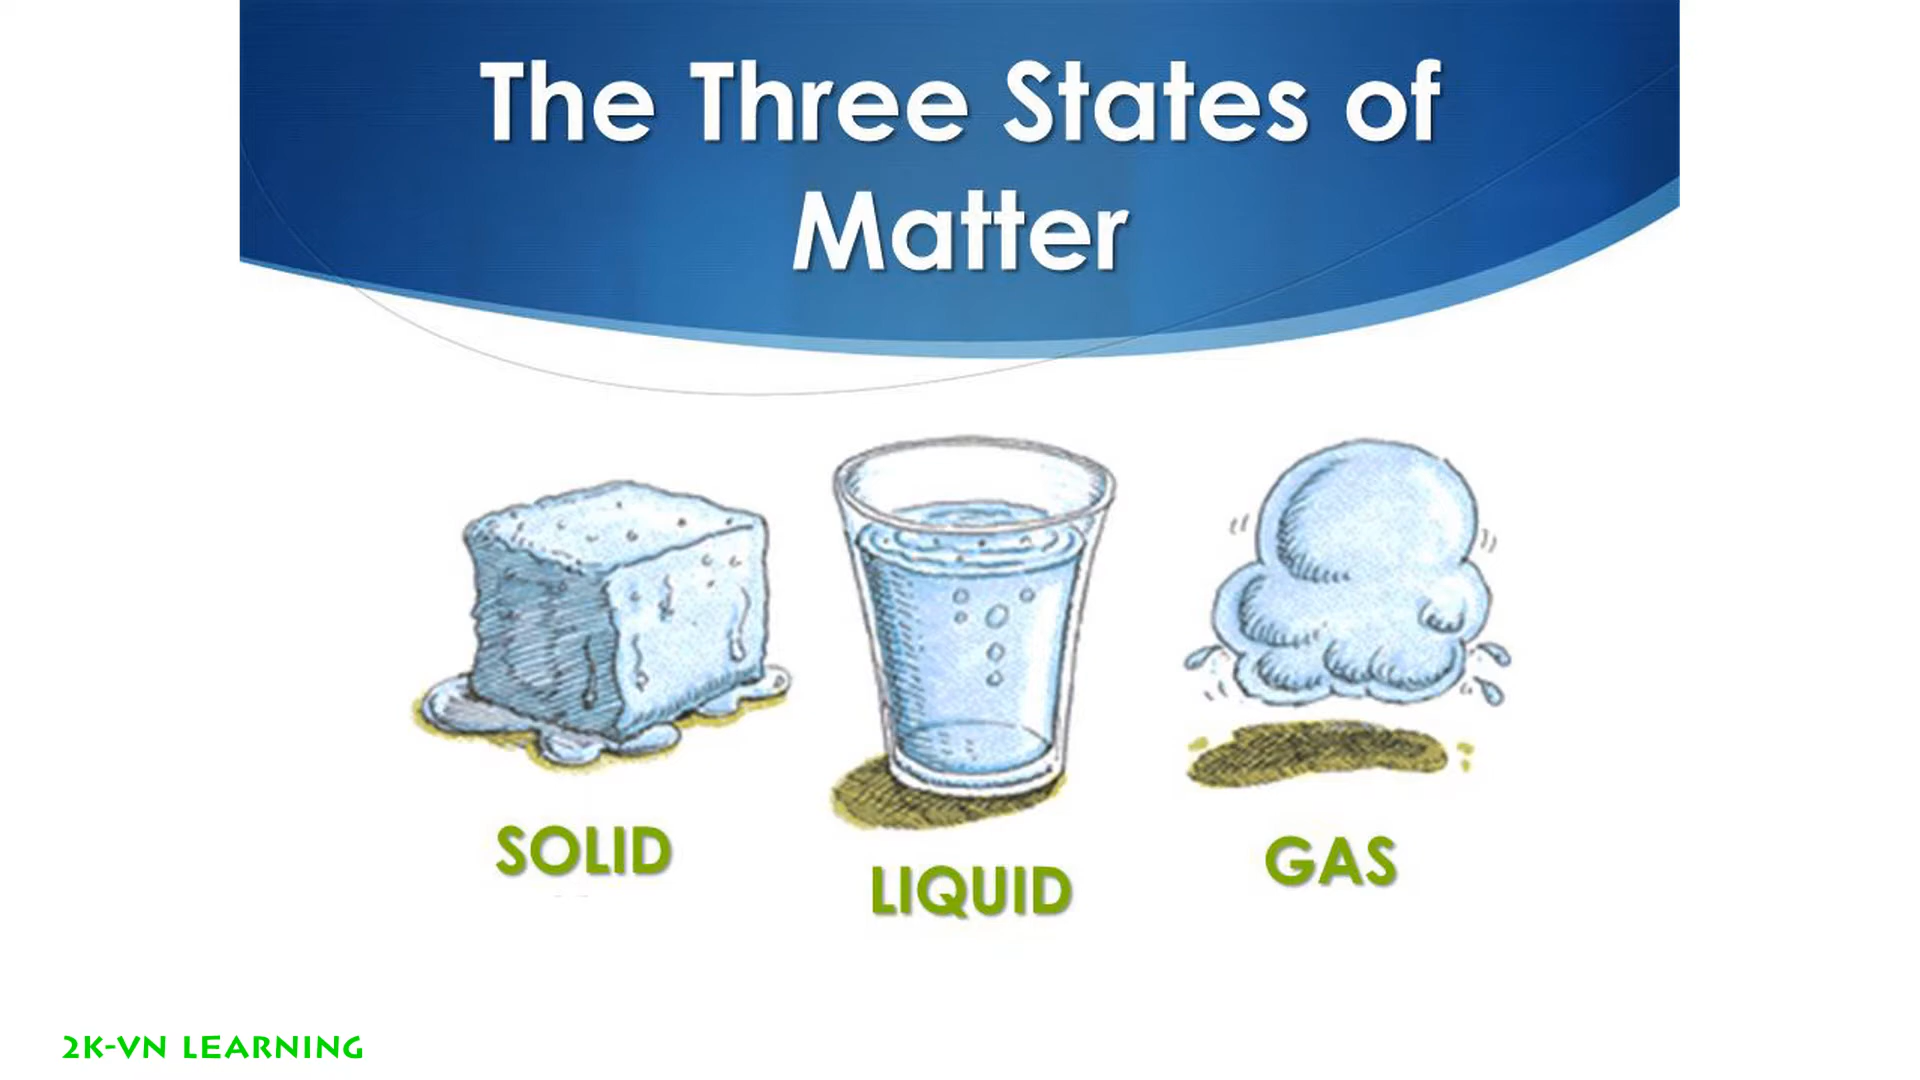 The Three States of
Matter
SOLID
LIQUID
GAS
2K-VN LEARNING